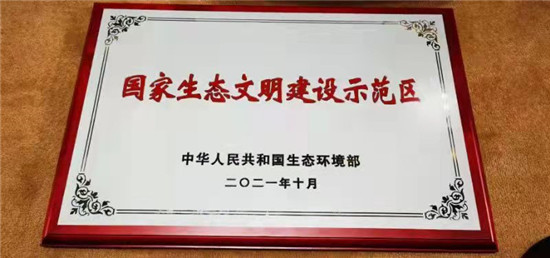 国家生态文明建设示范区
中华人民共和国生态环境部
二〇二一年十月